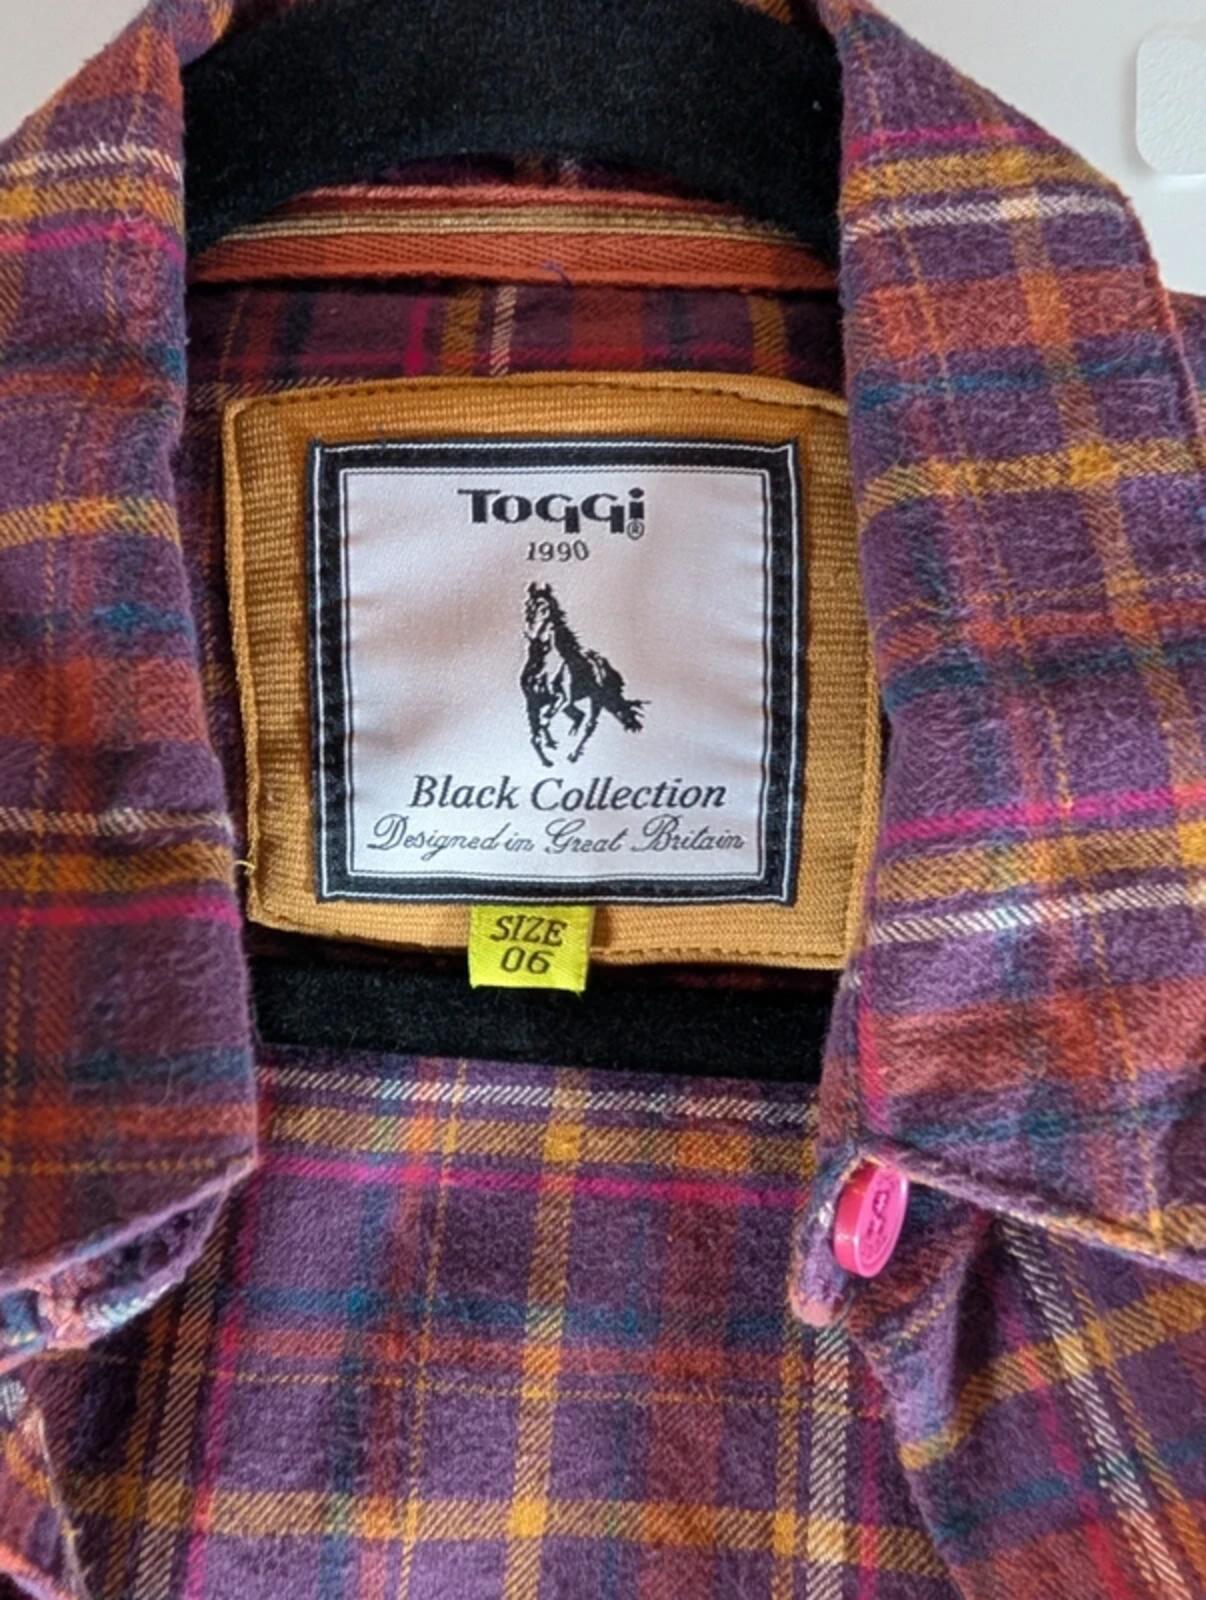 Toggi®
1990
Black Collection
Designed in Great Britain
SIZE
06